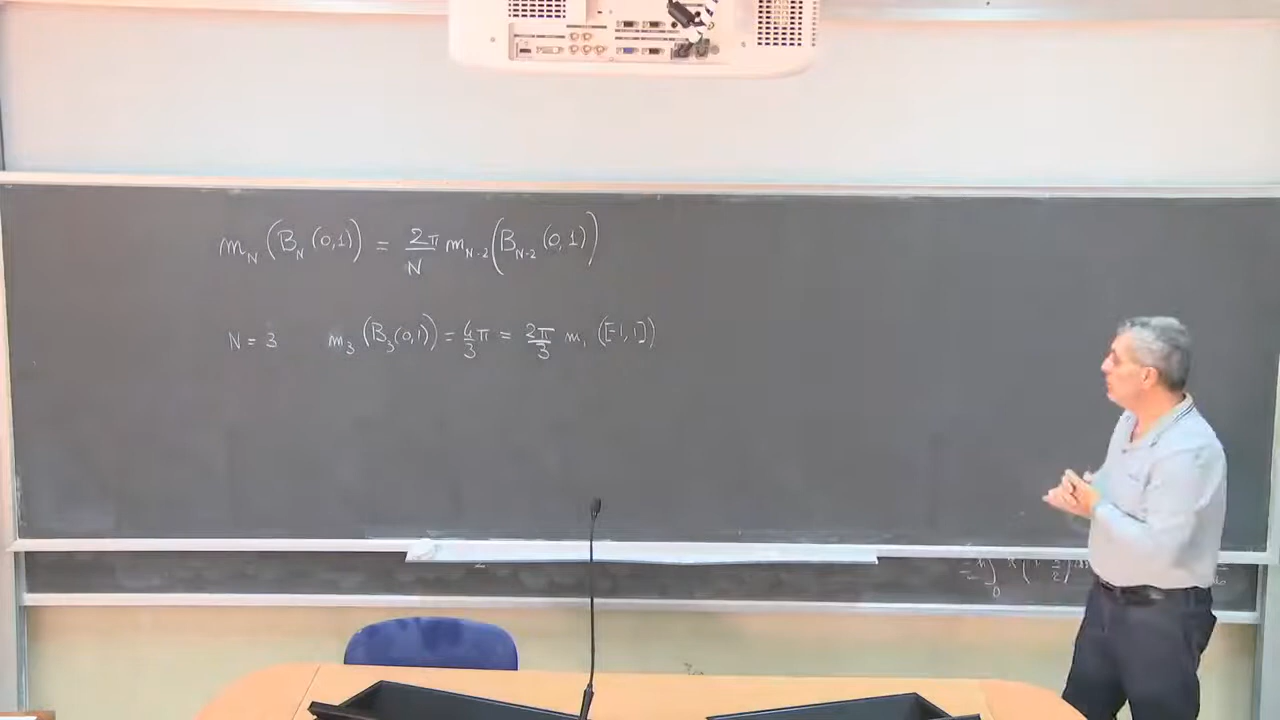 m_N (B_N (0,1)) = 2π/N m_{N-2} (B_{N-2} (0,1))
N = 3 m_3 (B_3 (0,1)) = 4/3 π = 2π/3 m_1 ([-1,1])